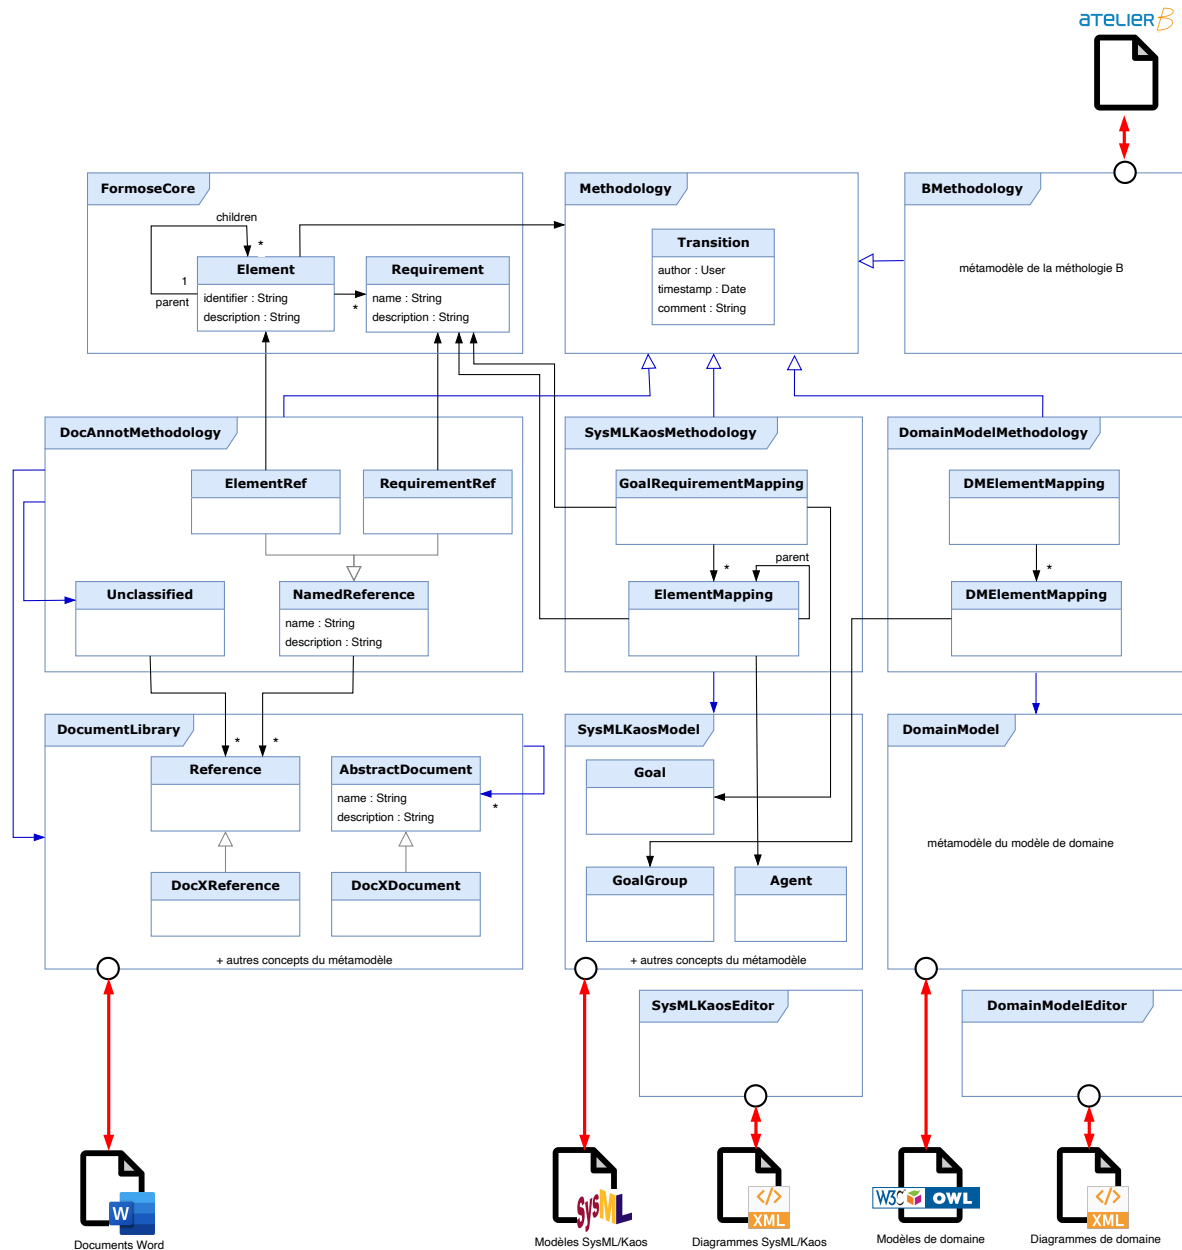 ATELIER B
FormoseCore
Methodology
BMethodology
children
*
Transition
author : User
timestamp : Date
comment : String
Element
identifier : String
description : String
1
parent
*
Requirement
name : String
description : String
métamodèle de la méthologie B
DocAnnotMethodology
SysMLKaosMethodology
DomainModelMethodology
ElementRef
RequirementRef
GoalRequirementMapping
DMElementMapping
*
parent
*
Unclassified
NamedReference
name : String
description : String
ElementMapping
DMElementMapping
DocumentLibrary
SysMLKaosModel
DomainModel
*
*
Reference
AbstractDocument
name : String
description : String
*
Goal
métamodèle du modèle de domaine
DocXReference
DocXDocument
GoalGroup
Agent
+ autres concepts du métamodèle
+ autres concepts du métamodèle
SysMLKaosEditor
DomainModelEditor
W
SysML
</>
XML
W3C OWL
</>
XML
Documents Word
Modèles SysML/Kaos
Diagrammes SysML/Kaos
Modèles de domaine
Diagrammes de domaine